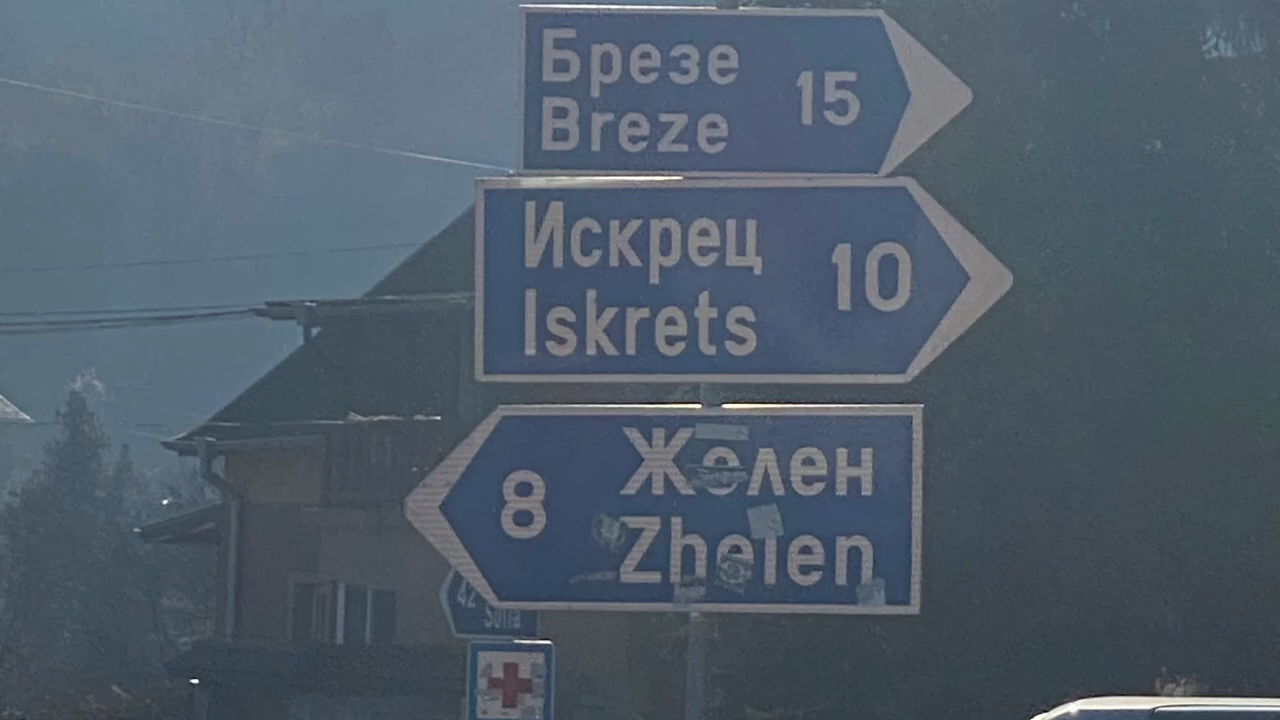 Брезе
Breze
15
Искрец
Iskrets
10
8
Желен
Zhelen
42
Sofia